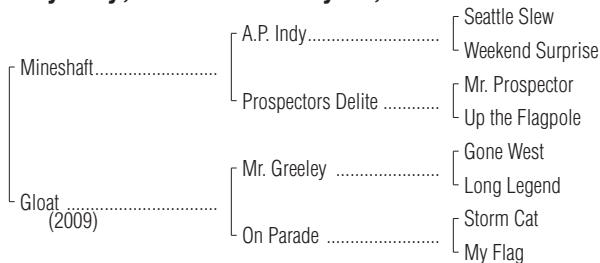 Seattle Slew
A.P. Indy
Weekend Surprise
Mineshaft
Mr. Prospector
Prospectors Delite
Up the Flagpole
Gone West
Mr. Greeley
Long Legend
Gloat
(2009)
Storm Cat
On Parade
My Flag